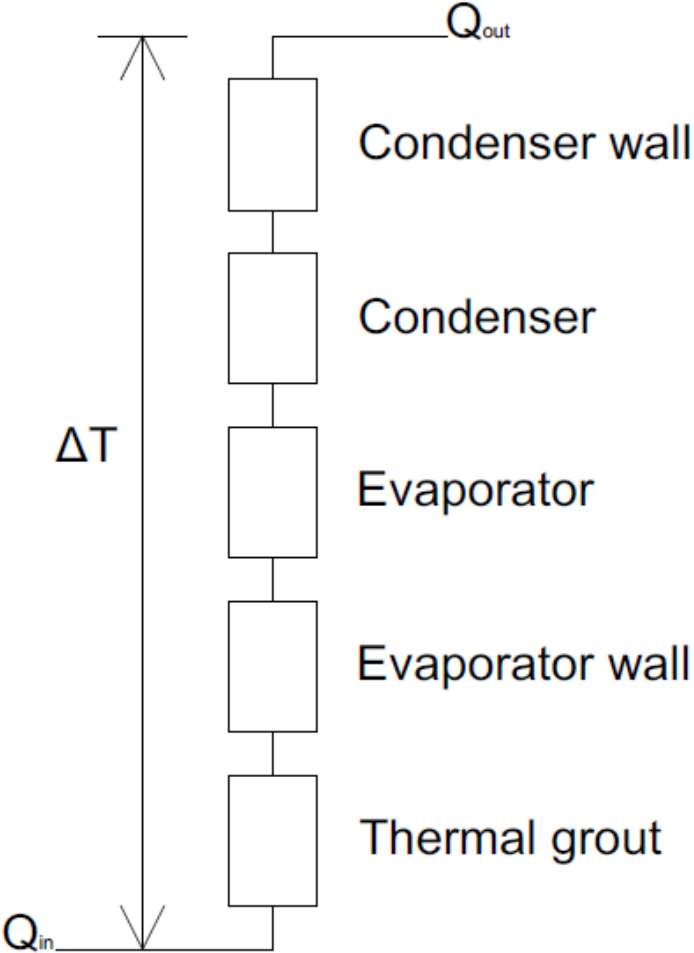 Qout
Condenser wall
Condenser
ΔT
Evaporator
Evaporator wall
Thermal grout
Qin